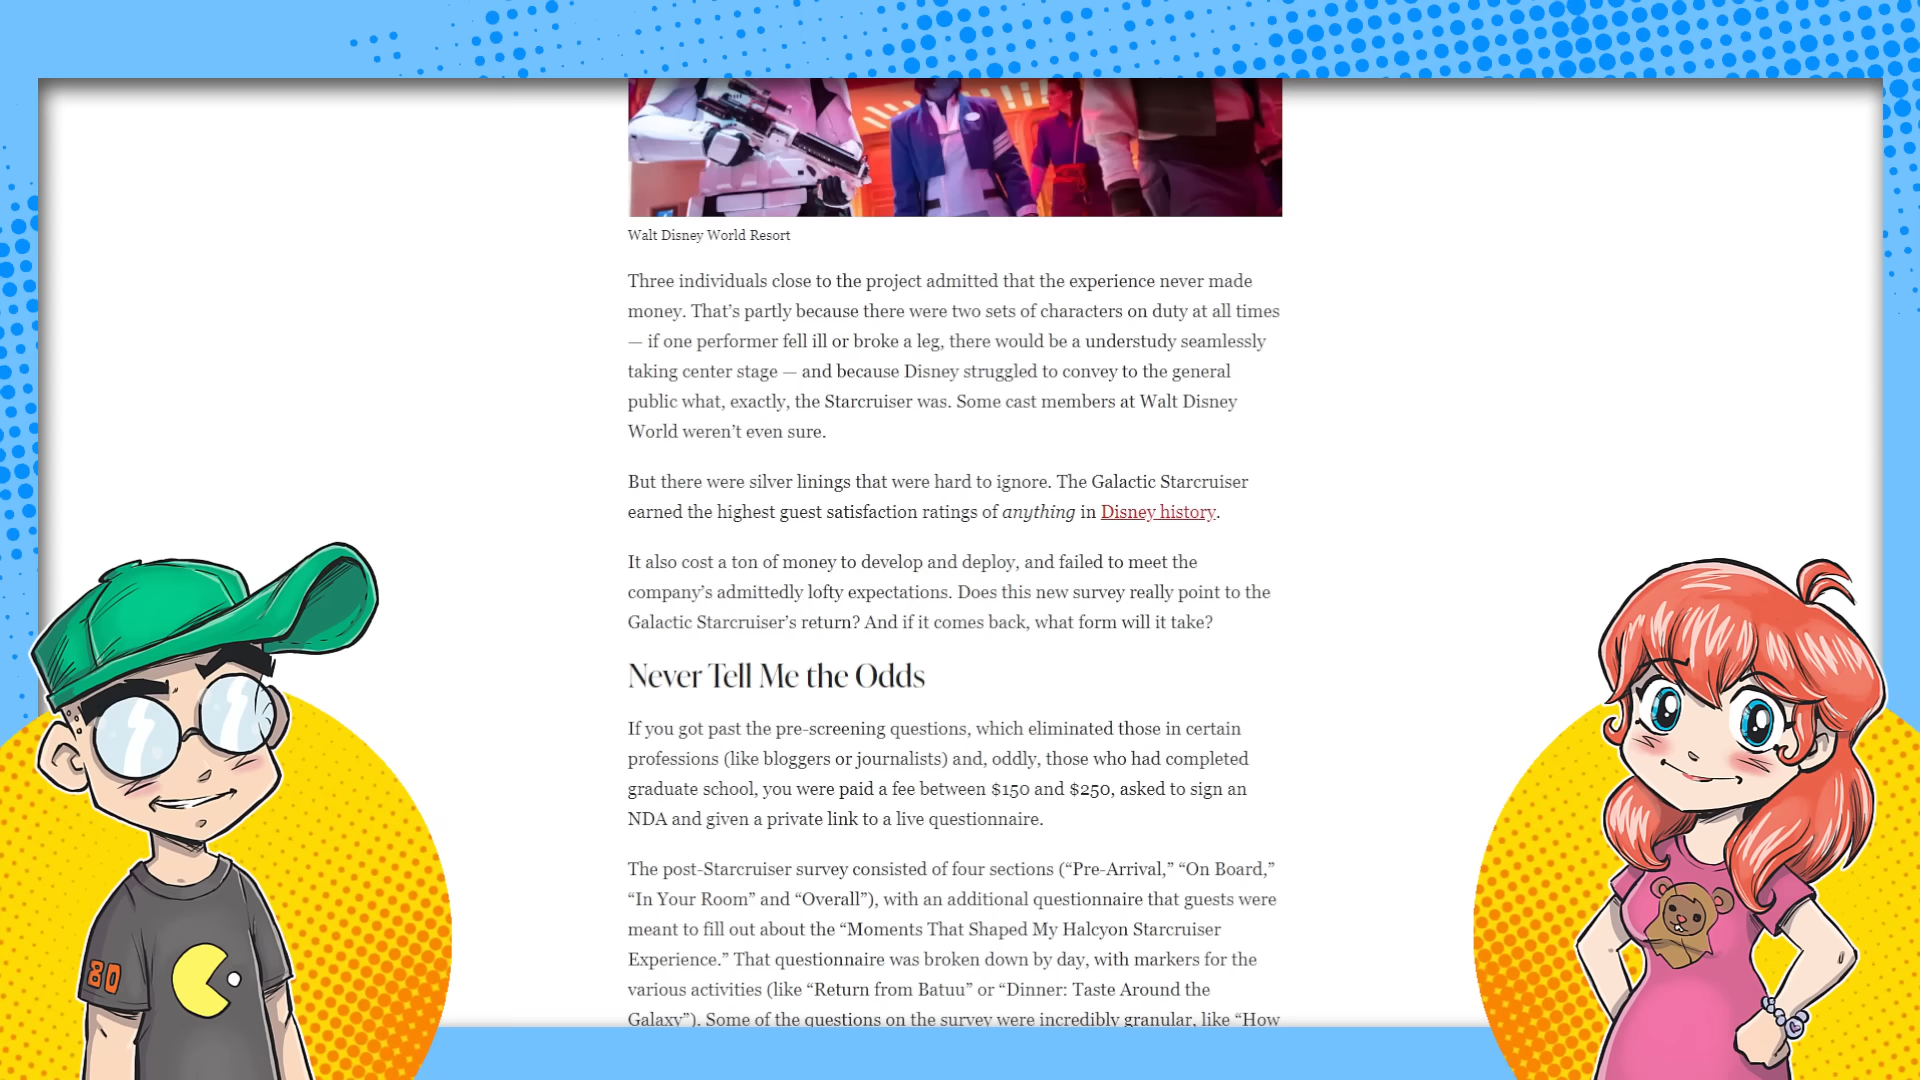 Walt Disney World Resort
Three individuals close to the project admitted that the experience never made
money. That’s partly because there were two sets of characters on duty at all times
— if one performer fell ill or broke a leg, there would be a understudy seamlessly
taking center stage — and because Disney struggled to convey to the general
public what, exactly, the Starcruiser was. Some cast members at Walt Disney
World weren’t even sure.
But there were silver linings that were hard to ignore. The Galactic Starcruiser
earned the highest guest satisfaction ratings of anything in Disney history.
It also cost a ton of money to develop and deploy, and failed to meet the
company’s admittedly lofty expectations. Does this new survey really point to the
Galactic Starcruiser’s return? And if it comes back, what form will it take?
Never Tell Me the Odds
If you got past the pre-screening questions, which eliminated those in certain
professions (like bloggers or journalists) and, oddly, those who had completed
graduate school, you were paid a fee between $150 and $250, asked to sign an
NDA and given a private link to a live questionnaire.
The post-Starcruiser survey consisted of four sections (“Pre-Arrival,” “On Board,”
“In Your Room” and “Overall”), with an additional questionnaire that guests were
meant to fill out about the “Moments That Shaped My Halcyon Starcruiser
Experience.” That questionnaire was broken down by day, with markers for the
various activities (like “Return from Batuu” or “Dinner: Taste Around the
Galaxy”). Some of the questions on the survey were incredibly granular, like “How
80